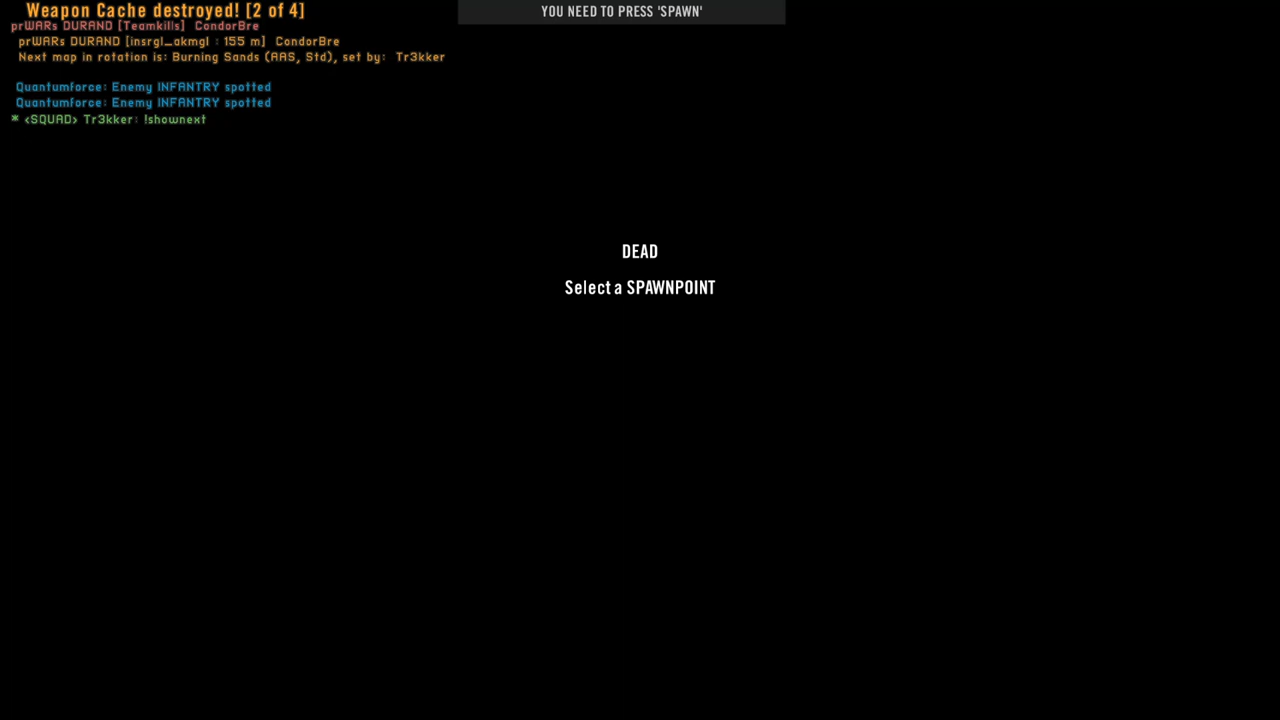 Weapon Cache destroyed! [2 of 4]
YOU NEED TO PRESS 'SPAWN'
prWARs DURAND [Teamkills] CondorBre
prWARs DURAND [insrgl_akmgl : 155 m] CondorBre
Next map in rotation is: Burning Sands (AAS, Std), set by: Tr3kker
Quantumforce: Enemy INFANTRY spotted
Quantumforce: Enemy INFANTRY spotted
* <SQUAD> Tr3kker: !shownext
DEAD
Select a SPAWNPOINT